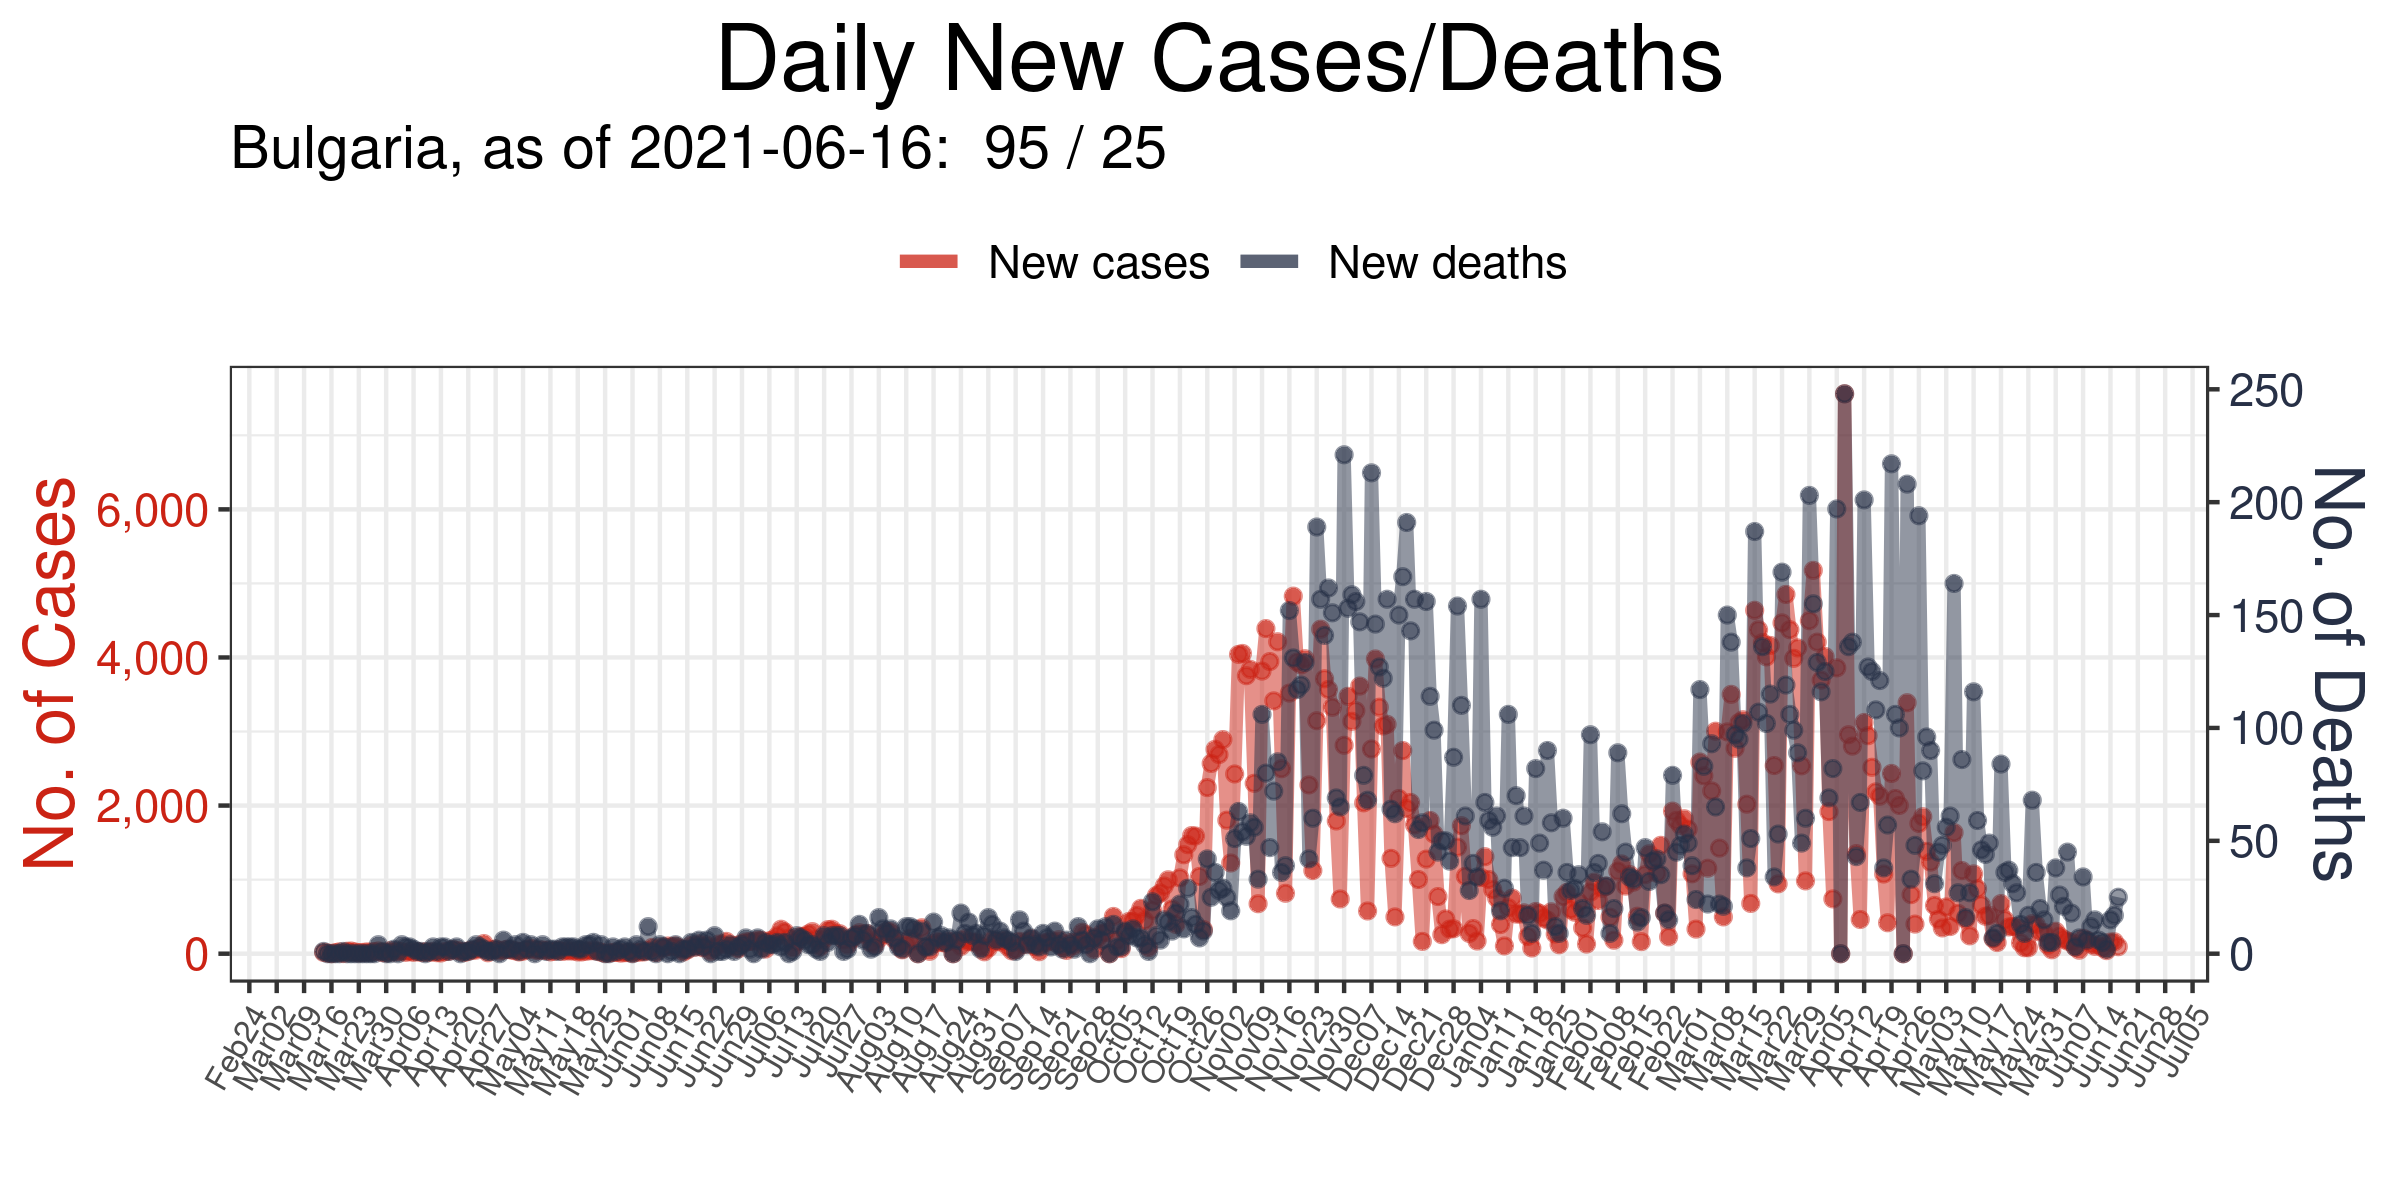 Daily New Cases/Deaths
Bulgaria, as of 2021-06-16:  95 / 25
New cases
New deaths
No. of Cases
6,000
4,000
2,000
0
250
200
150
100
50
0
No. of Deaths
Feb24
Mar02
Mar09
Mar16
Mar23
Mar30
Apr06
Apr13
Apr20
Apr27
May04
May11
May18
May25
Jun01
Jun08
Jun15
Jun22
Jun29
Jul06
Jul13
Jul20
Jul27
Aug03
Aug10
Aug17
Aug24
Aug31
Sep07
Sep14
Sep21
Sep28
Oct05
Oct12
Oct19
Oct26
Nov02
Nov09
Nov16
Nov23
Nov30
Dec07
Dec14
Dec21
Dec28
Jan04
Jan11
Jan18
Jan25
Feb01
Feb08
Feb15
Feb22
Mar01
Mar08
Mar15
Mar22
Mar29
Apr05
Apr12
Apr19
Apr26
May03
May10
May17
May24
May31
Jun07
Jun14
Jun21
Jun28
Jul05